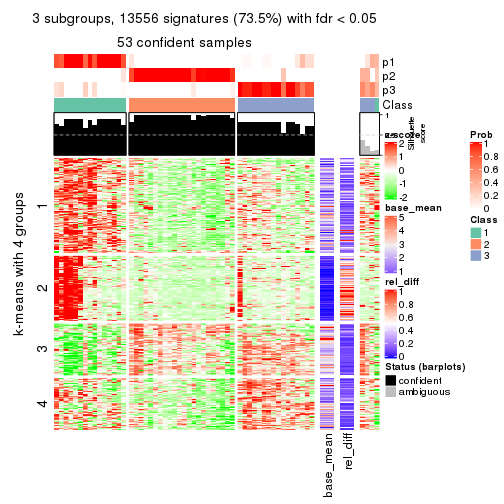 3 subgroups, 13556 signatures (73.5%) with fdr < 0.05
53 confident samples
p1
p2
p3
Class
1
Silhouette
score
k-means with 4 groups
1
2
3
4
base_mean
rel_diff
z-score
2
1
0
-2
base_mean
5
4
3
2
1
rel_diff
1
0.8
0.6
0.4
0.2
0
Status (barplots)
confident
ambiguous
Prob
1
0.8
0.6
0.4
0.2
0
Class
1
2
3